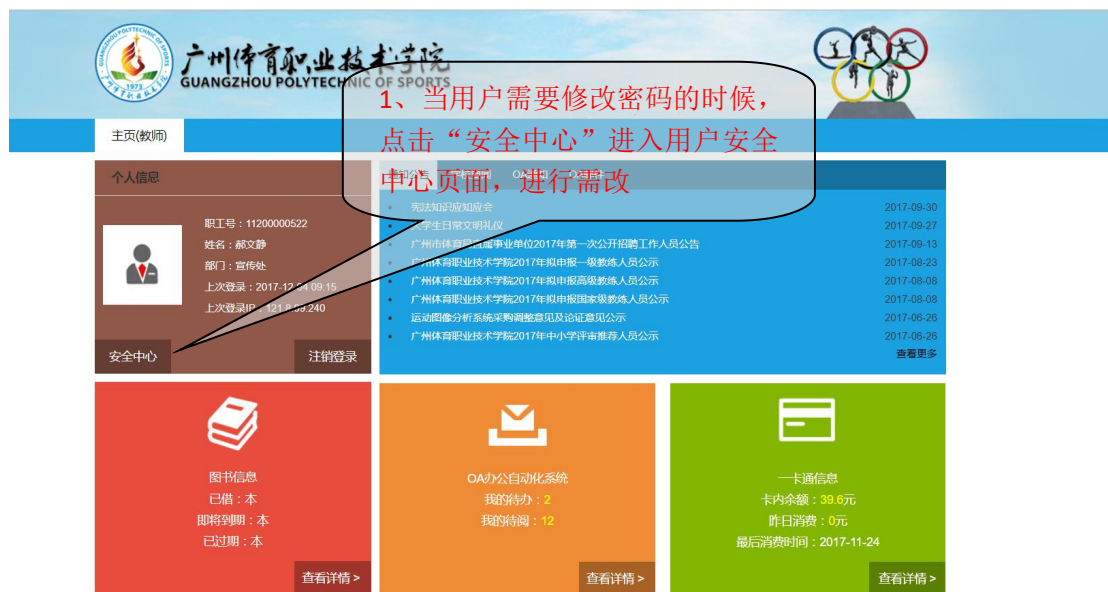 广州体育职业技术学院
GUANGZHOU POLYTECHNIC OF SPORTS
1973
1、当用户需要修改密码的时候，
点击“安全中心”进入用户安全
中心页面，进行需改
主页(教师)
个人信息
职工号：11200000522
姓名：郝文静
部门：宣传处
上次登录：2017-12-04 09:15
安全中心
注销登录
宪法知识应知应会 2017-09-30
大学生日常文明礼仪 2017-09-27
广州市体育局直属事业单位2017年第一次公开招聘工作人员公告 2017-09-13
广州体育职业技术学院2017年拟申报一级教练人员公示 2017-08-23
广州体育职业技术学院2017年拟申报高级教练人员公示 2017-08-08
广州体育职业技术学院2017年拟申报国家级教练人员公示 2017-08-08
运动图像分析系统采购调整意见及论证意见公示 2017-06-26
广州体育职业技术学院2017年中小学评审推荐人员公示 2017-06-26
查看更多
图书信息
已借：本
即将到期：本
已过期：本
查看详情 >
OA办公自动化系统
我的待办：2
我的待阅：12
查看详情 >
一卡通信息
卡内余额：39.6元
昨日消费：0元
最后消费时间：2017-11-24
查看详情 >